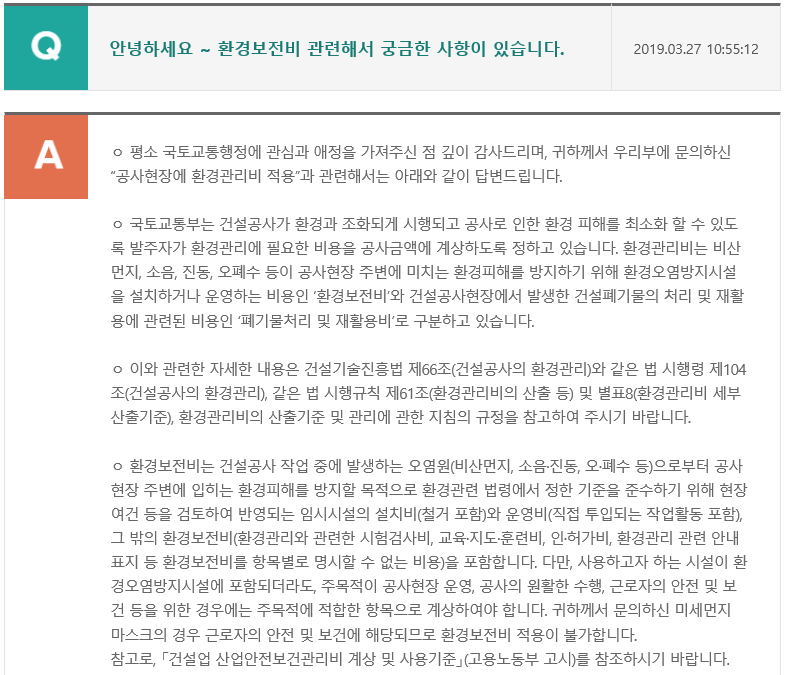 Q
안녕하세요 ~ 환경보전비 관련해서 궁금한 사항이 있습니다.
2019.03.27 10:55:12
A
ㅇ 평소 국토교통행정에 관심과 애정을 가져주신 점 깊이 감사드리며, 귀하께서 우리부에 문의하신
“공사현장에 환경관리비 적용”과 관련해서는 아래와 같이 답변드립니다.
ㅇ 국토교통부는 건설공사가 환경과 조화되게 시행되고 공사로 인한 환경 피해를 최소화 할 수 있도
록 발주자가 환경관리에 필요한 비용을 공사금액에 계상하도록 정하고 있습니다. 환경관리비는 비산
먼지, 소음, 진동, 오폐수 등이 공사현장 주변에 미치는 환경피해를 방지하기 위해 환경오염방지시설
을 설치하거나 운영하는 비용인 ‘환경보전비’와 건설공사현장에서 발생한 건설폐기물의 처리 및 재활
용에 관련된 비용인 ‘폐기물처리 및 재활용비’로 구분하고 있습니다.
ㅇ 이와 관련한 자세한 내용은 건설기술진흥법 제66조(건설공사의 환경관리)와 같은 법 시행령 제104
조(건설공사의 환경관리), 같은 법 시행규칙 제61조(환경관리비의 산출 등) 및 별표8(환경관리비 세부
산출기준), 환경관리비의 산출기준 및 관리에 관한 지침의 규정을 참고하여 주시기 바랍니다.
ㅇ 환경보전비는 건설공사 작업 중에 발생하는 오염원(비산먼지, 소음·진동, 오·폐수 등)으로부터 공사
현장 주변에 입히는 환경피해를 방지할 목적으로 환경관련 법령에서 정한 기준을 준수하기 위해 현장
여건 등을 검토하여 반영되는 임시시설의 설치비(철거 포함)와 운영비(직접 투입되는 작업활동 포함),
그 밖의 환경보전비(환경관리와 관련한 시험검사비, 교육·지도·훈련비, 인·허가비, 환경관리 관련 안내
표지 등 환경보전비를 항목별로 명시할 수 없는 비용)을 포함합니다. 다만, 사용하고자 하는 시설이 환
경오염방지시설에 포함되더라도, 주목적이 공사현장 운영, 공사의 원활한 수행, 근로자의 안전 및 보
건 등을 위한 경우에는 주목적에 적합한 항목으로 계상하여야 합니다. 귀하께서 문의하신 미세먼지
마스크의 경우 근로자의 안전 및 보건에 해당되므로 환경보전비 적용이 불가합니다.
참고로, 「건설업 산업안전보건관리비 계상 및 사용기준」(고용노동부 고시)를 참조하시기 바랍니다.